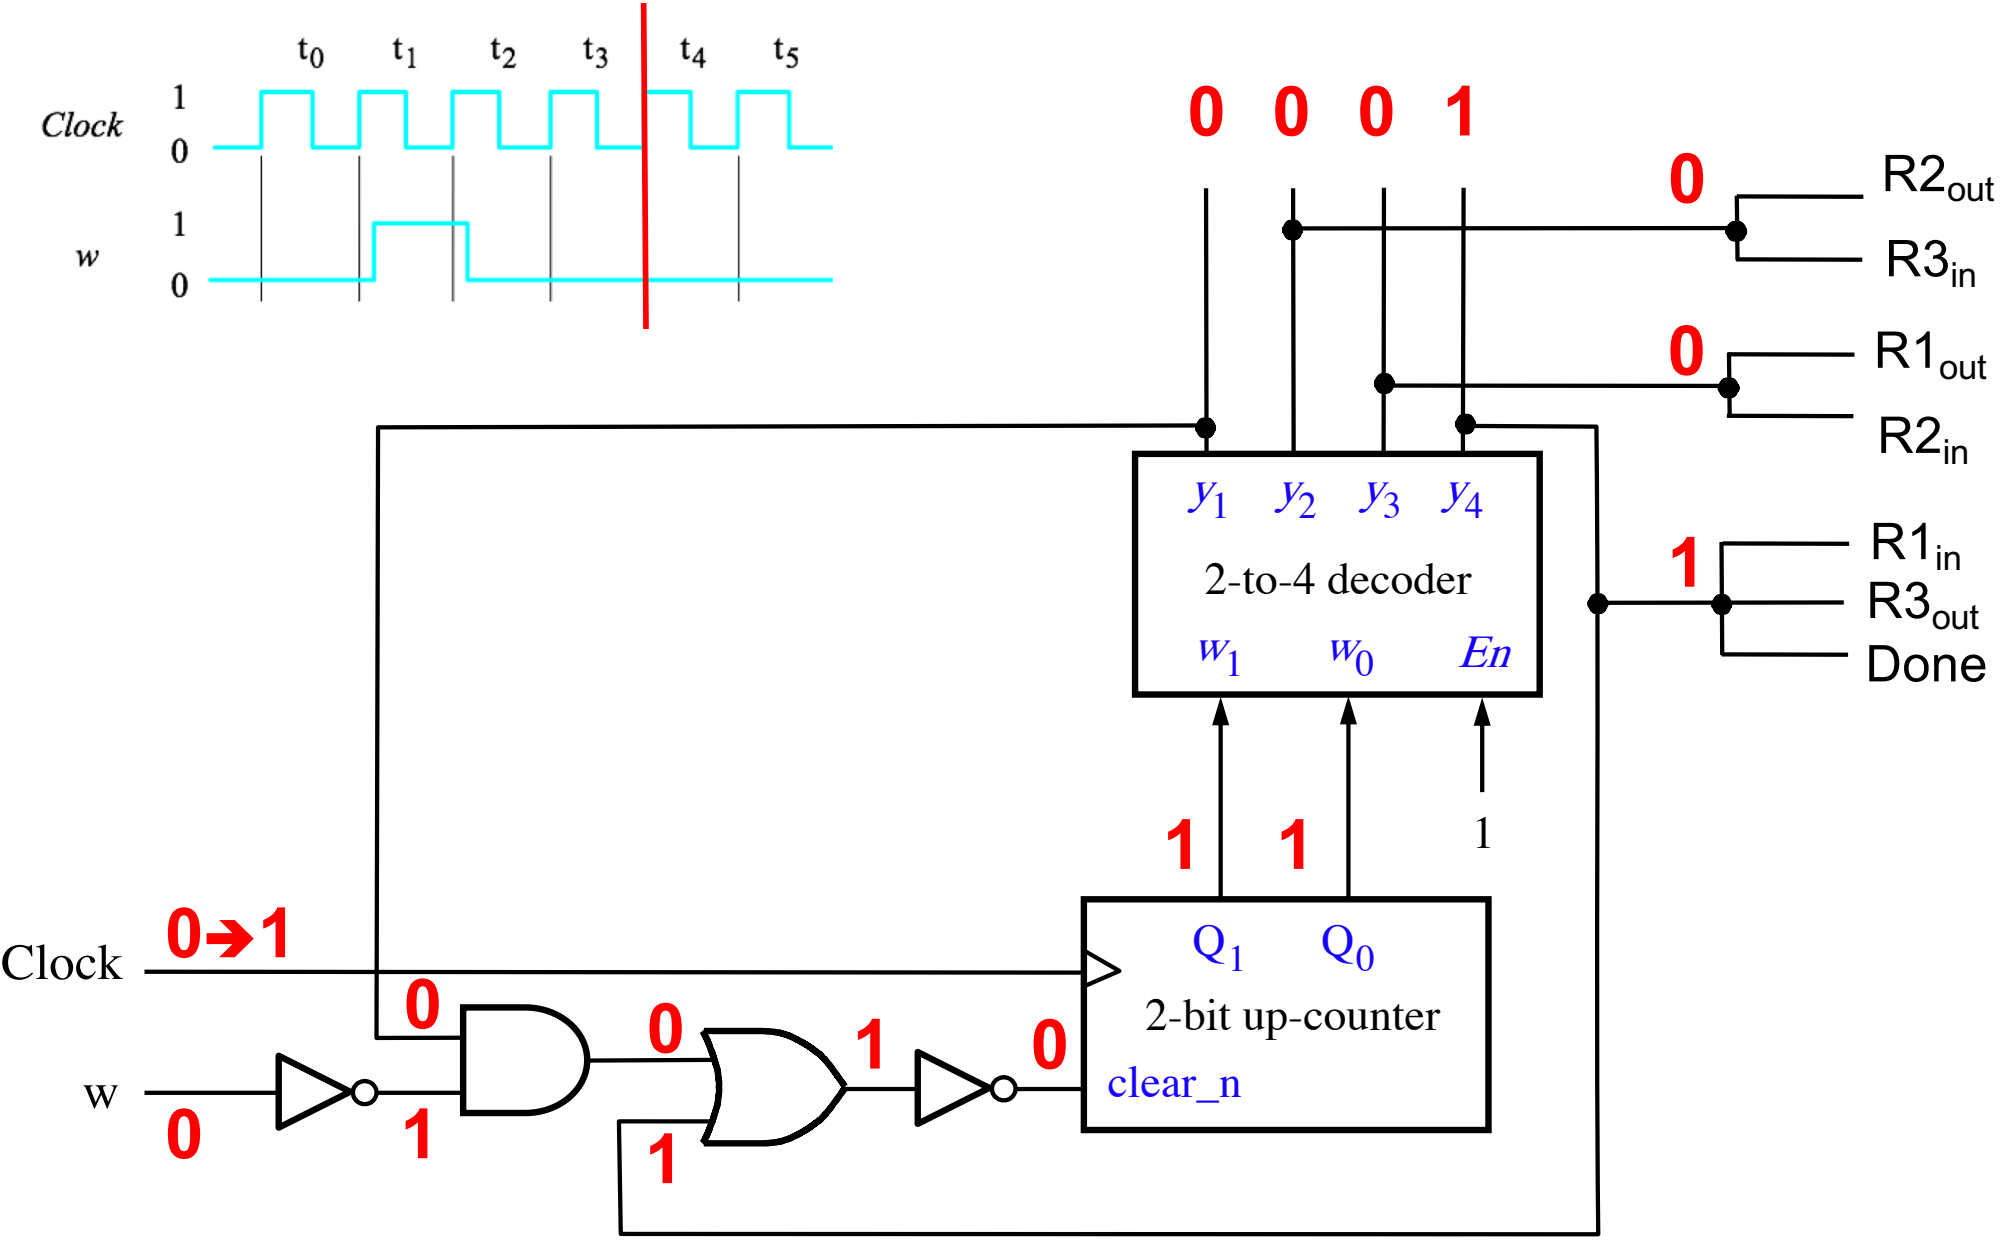 t0 t1 t2 t3 t4 t5
1
Clock
0
1
w
0
0 0 0 1
0
R2out
R3in
0
R1out
R2in
y1 y2 y3 y4
2-to-4 decoder
w1 w0 En
1
R1in
R3out
Done
1 1
1
Clock 0➔1
Q1 Q0
2-bit up-counter
clear_n
0 0 1 0
w
0 1 1